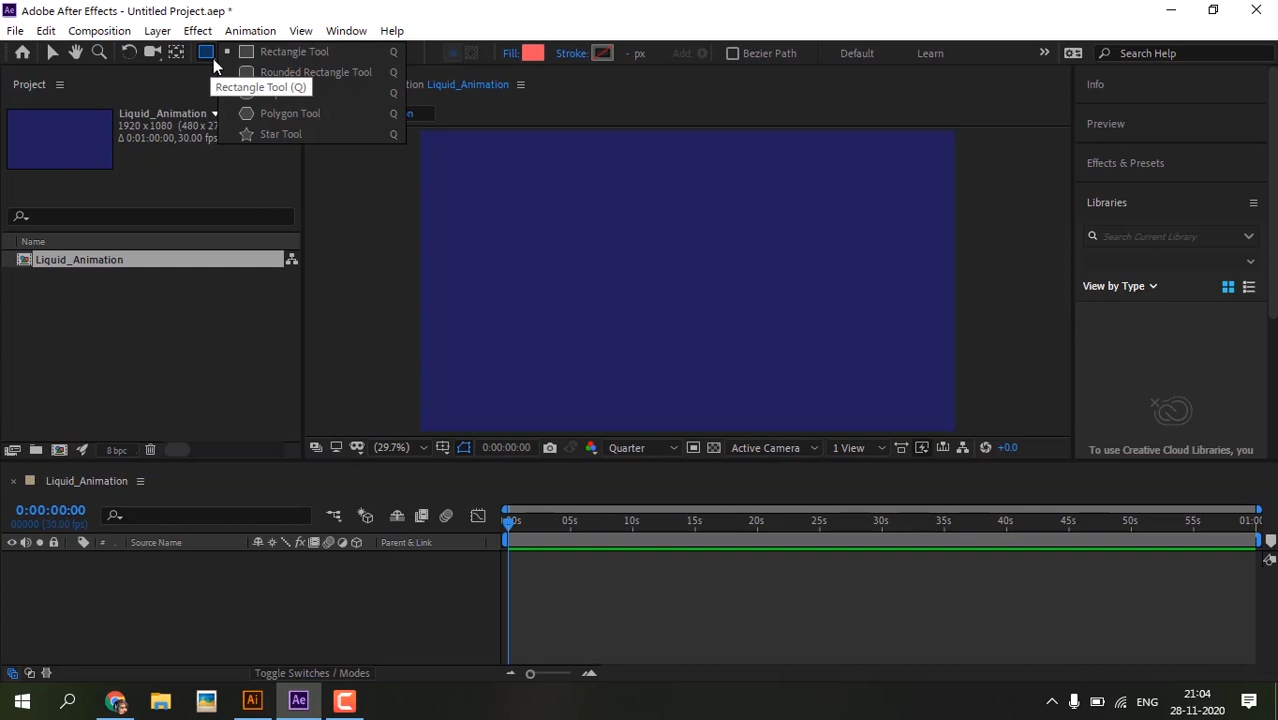 Adobe After Effects - Untitled Project.aep *
File Edit Composition Layer Effect Animation View Window Help
Rectangle Tool Q
Fill: Stroke: - px Add: Bezier Path Default Learn Search Help
Rounded Rectangle Tool Q
Rectangle Tool (Q)
Q
Polygon Tool Q
Star Tool Q
Project
Liquid_Animation
Info
Liquid_Animation
1920 x 1080 (480 x 27
Δ 0:01:00:00, 30.00 fps
Preview
Effects & Presets
Libraries
Search Current Library
Name
Liquid_Animation
View by Type
8 bpc
(29.7%) 0:00:00:00 Quarter Active Camera 1 View +0.0
To use Creative Cloud Libraries, you
Liquid_Animation
0:00:00:00
00000 (30.00 fps)
00s 05s 10s 15s 20s 25s 30s 35s 40s 45s 50s 55s 01:0
# Source Name Parent & Link
Toggle Switches / Modes
Ai Ae
ENG
21:04
28-11-2020